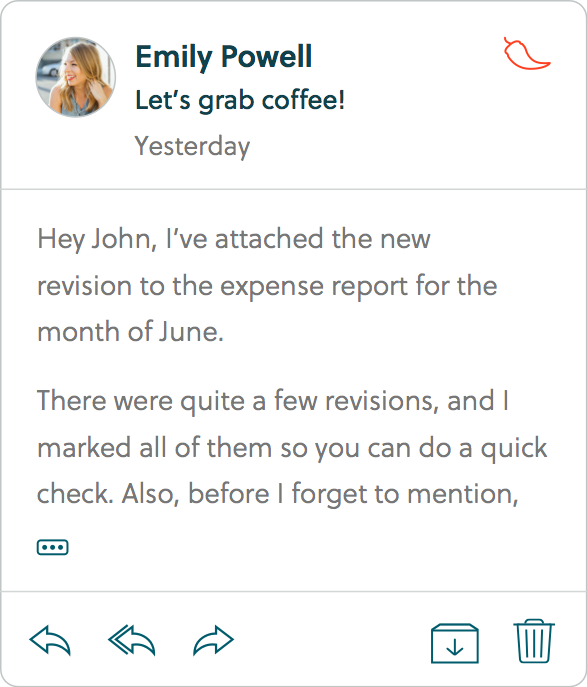 Emily Powell
Let’s grab coffee!
Yesterday
Hey John, I’ve attached the new
revision to the expense report for the
month of June.
There were quite a few revisions, and I
marked all of them so you can do a quick
check. Also, before I forget to mention,